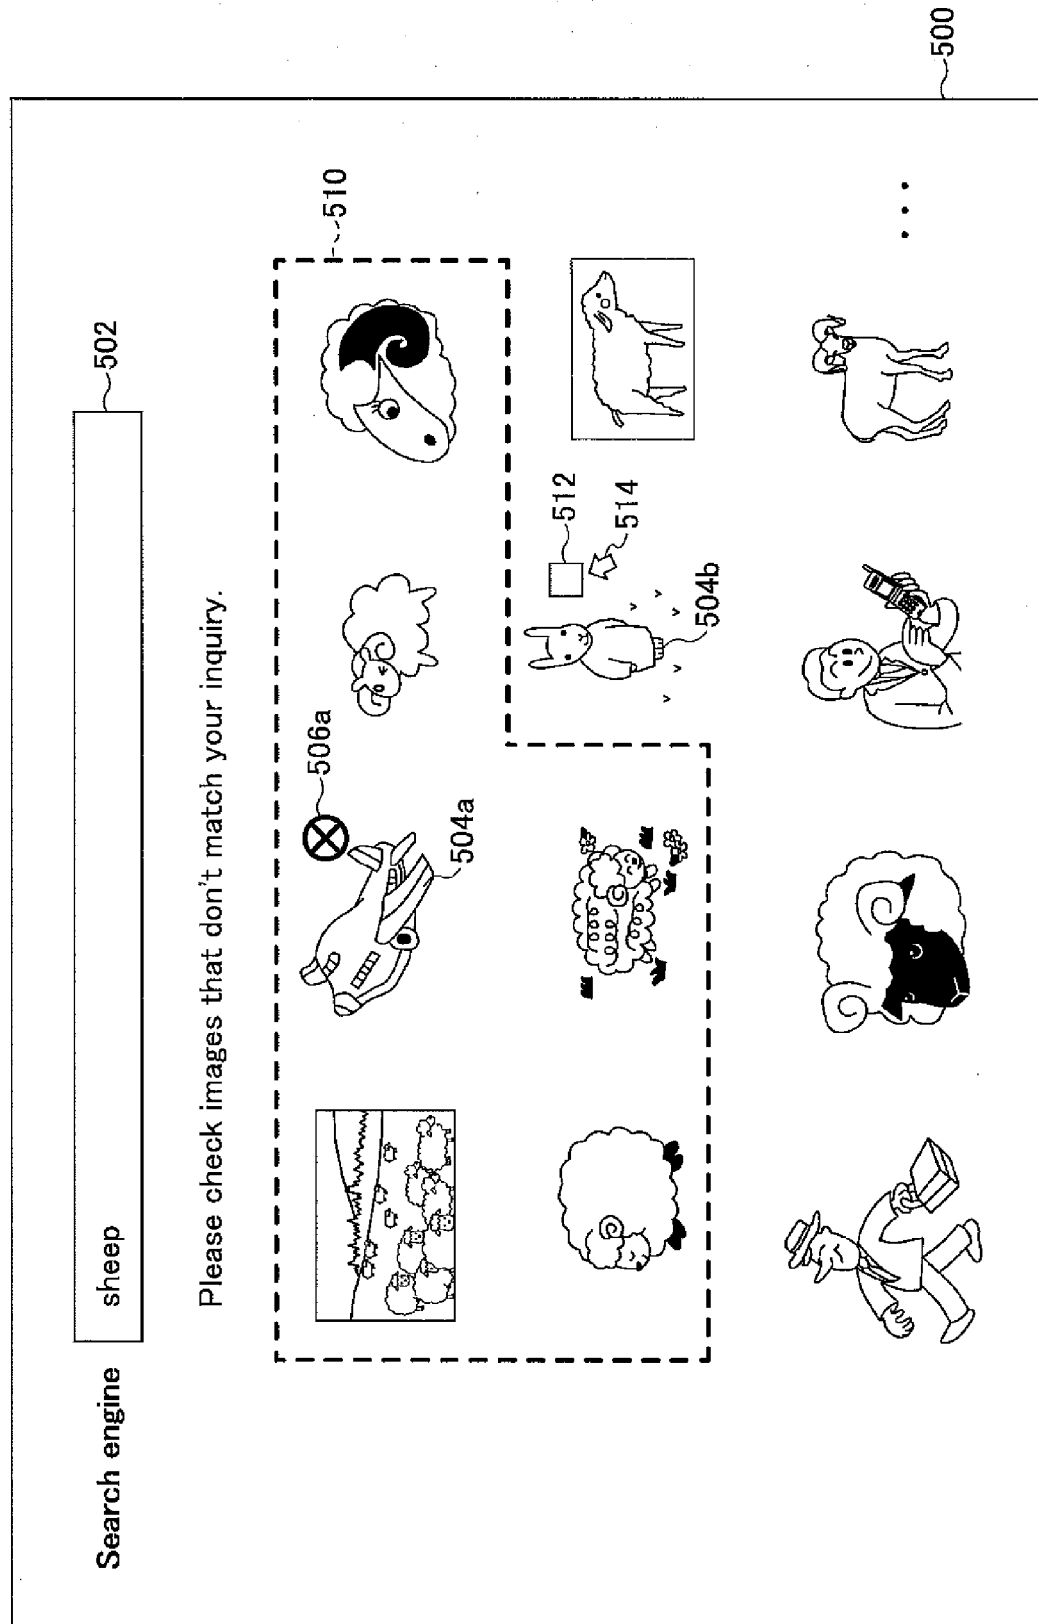 500
502
Search engine sheep
Please check images that don't match your inquiry.
510
506a
504a
512
514
504b
...